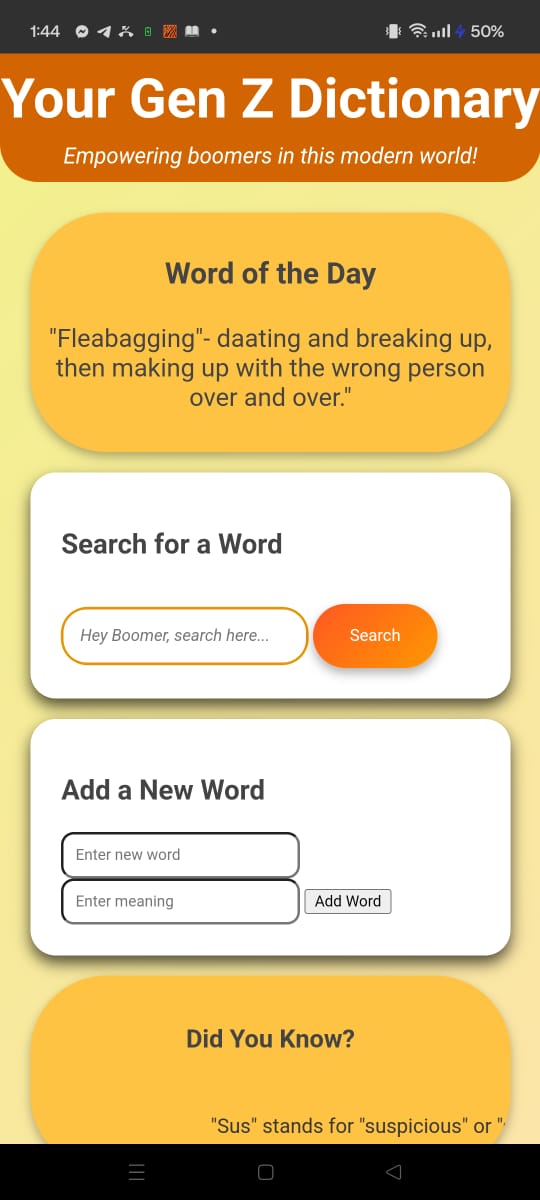 1:44
50%
Your Gen Z Dictionary
Empowering boomers in this modern world!
Word of the Day
"Fleabagging"- daating and breaking up,
then making up with the wrong person
over and over."
Search for a Word
Hey Boomer, search here...
Search
Add a New Word
Enter new word
Enter meaning
Add Word
Did You Know?
"Sus" stands for "suspicious" or "